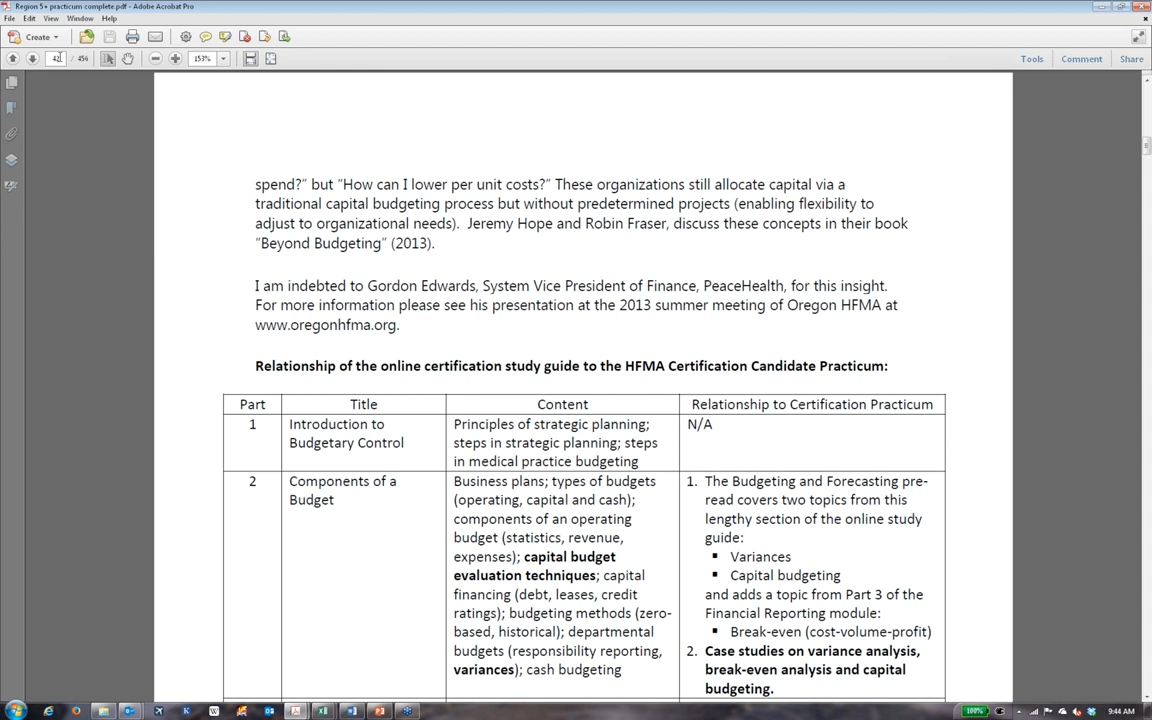 Region 5+ practicum complete.pdf - Adobe Acrobat Pro
File Edit View Window Help
Create
42 / 456 153% Tools Comment Share
spend?" but "How can I lower per unit costs?" These organizations still allocate capital via a
traditional capital budgeting process but without predetermined projects (enabling flexibility to
adjust to organizational needs). Jeremy Hope and Robin Fraser, discuss these concepts in their book
"Beyond Budgeting" (2013).
I am indebted to Gordon Edwards, System Vice President of Finance, PeaceHealth, for this insight.
For more information please see his presentation at the 2013 summer meeting of Oregon HFMA at
www.oregonhfma.org.
Relationship of the online certification study guide to the HFMA Certification Candidate Practicum:
Part Title Content Relationship to Certification Practicum
1 Introduction to Budgetary Control
Principles of strategic planning;
steps in strategic planning; steps
in medical practice budgeting
N/A
2 Components of a
Budget
Business plans; types of budgets
(operating, capital and cash);
components of an operating
budget (statistics, revenue,
expenses); capital budget
evaluation techniques; capital
financing (debt, leases, credit
ratings); budgeting methods (zero-
based, historical); departmental
budgets (responsibility reporting,
variances); cash budgeting
1. The Budgeting and Forecasting pre-
read covers two topics from this
lengthy section of the online study
guide:
▪ Variances
▪ Capital budgeting
and adds a topic from Part 3 of the
Financial Reporting module:
▪ Break-even (cost-volume-profit)
2. Case studies on variance analysis,
break-even analysis and capital
budgeting.
100% 9:44 AM